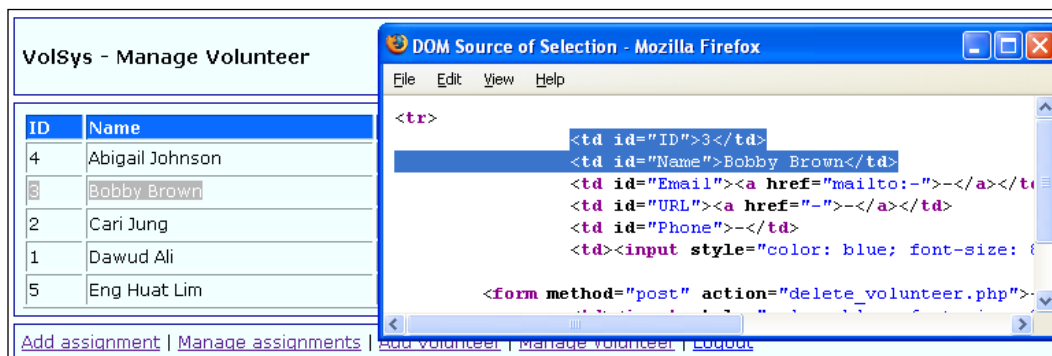 VolSys - Manage Volunteer
ID Name
4 Abigail Johnson
3 Bobby Brown
2 Cari Jung
1 Dawud Ali
5 Eng Huat Lim
Add assignment | Manage assignments | Add volunteer | Manage volunteer | Logout
DOM Source of Selection - Mozilla Firefox
File Edit View Help
<tr>
<td id="ID">3</td>
<td id="Name">Bobby Brown</td>
<td id="Email"><a href="mailto:-">-</a></t
<td id="URL"><a href="-">-</a></td>
<td id="Phone">-</td>
<td><input style="color: blue; font-size:
<form method="post" action="delete_volunteer.php">